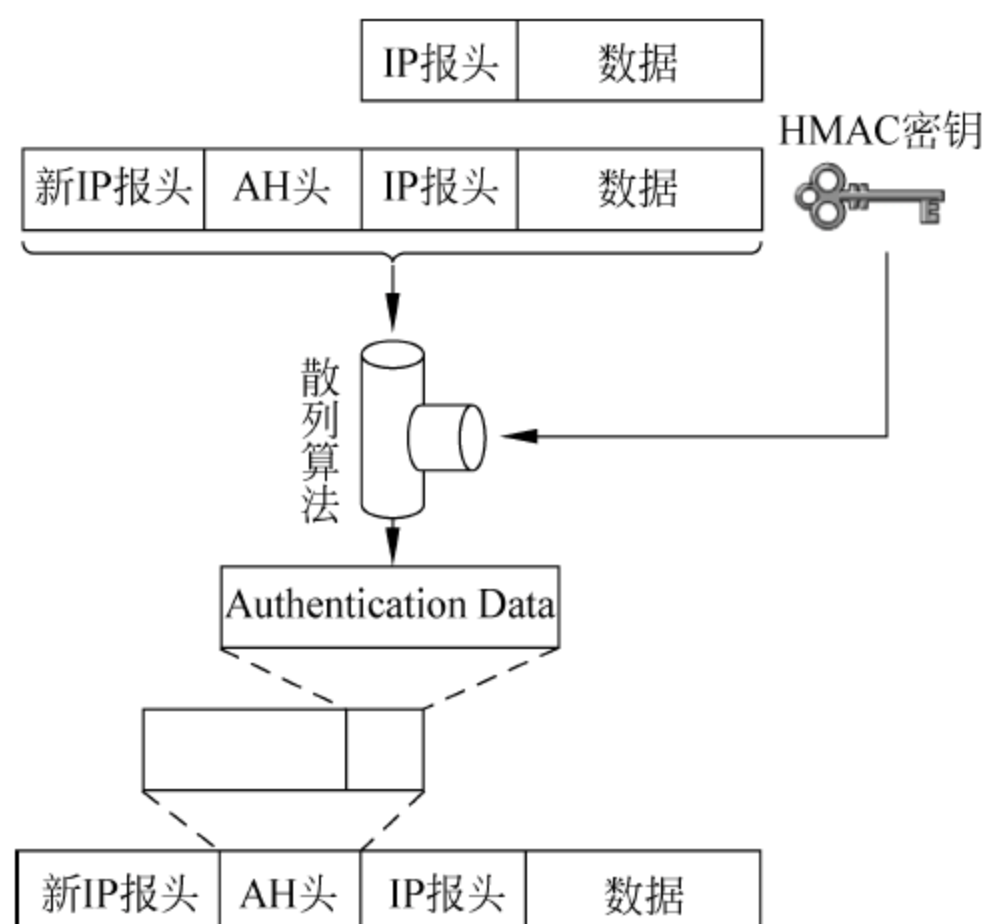 IP报头 数据
HMAC密钥
新IP报头 AH头 IP报头 数据
散列算法
Authentication Data
新IP报头 AH头 IP报头 数据